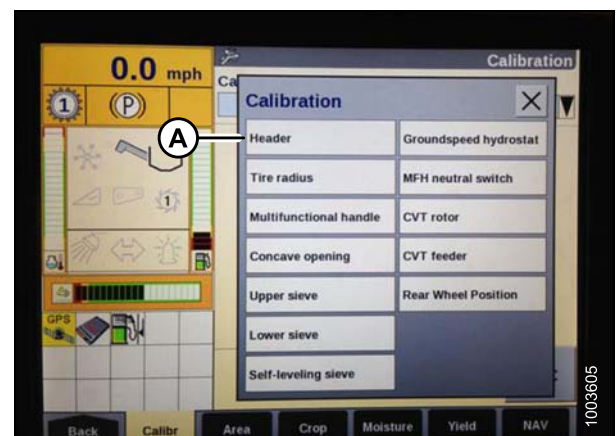 0.0 mph
Calibration
Ca
1
(P)
Calibration
X
A
Header
Groundspeed hydrostat
Tire radius
MFH neutral switch
Multifunctional handle
CVT rotor
1
Concave opening
CVT feeder
Upper sieve
Rear Wheel Position
Lower sieve
Self-leveling sieve
GPS
Back
Calibr
Area
Crop
Moisture
Yield
NAV
1003605